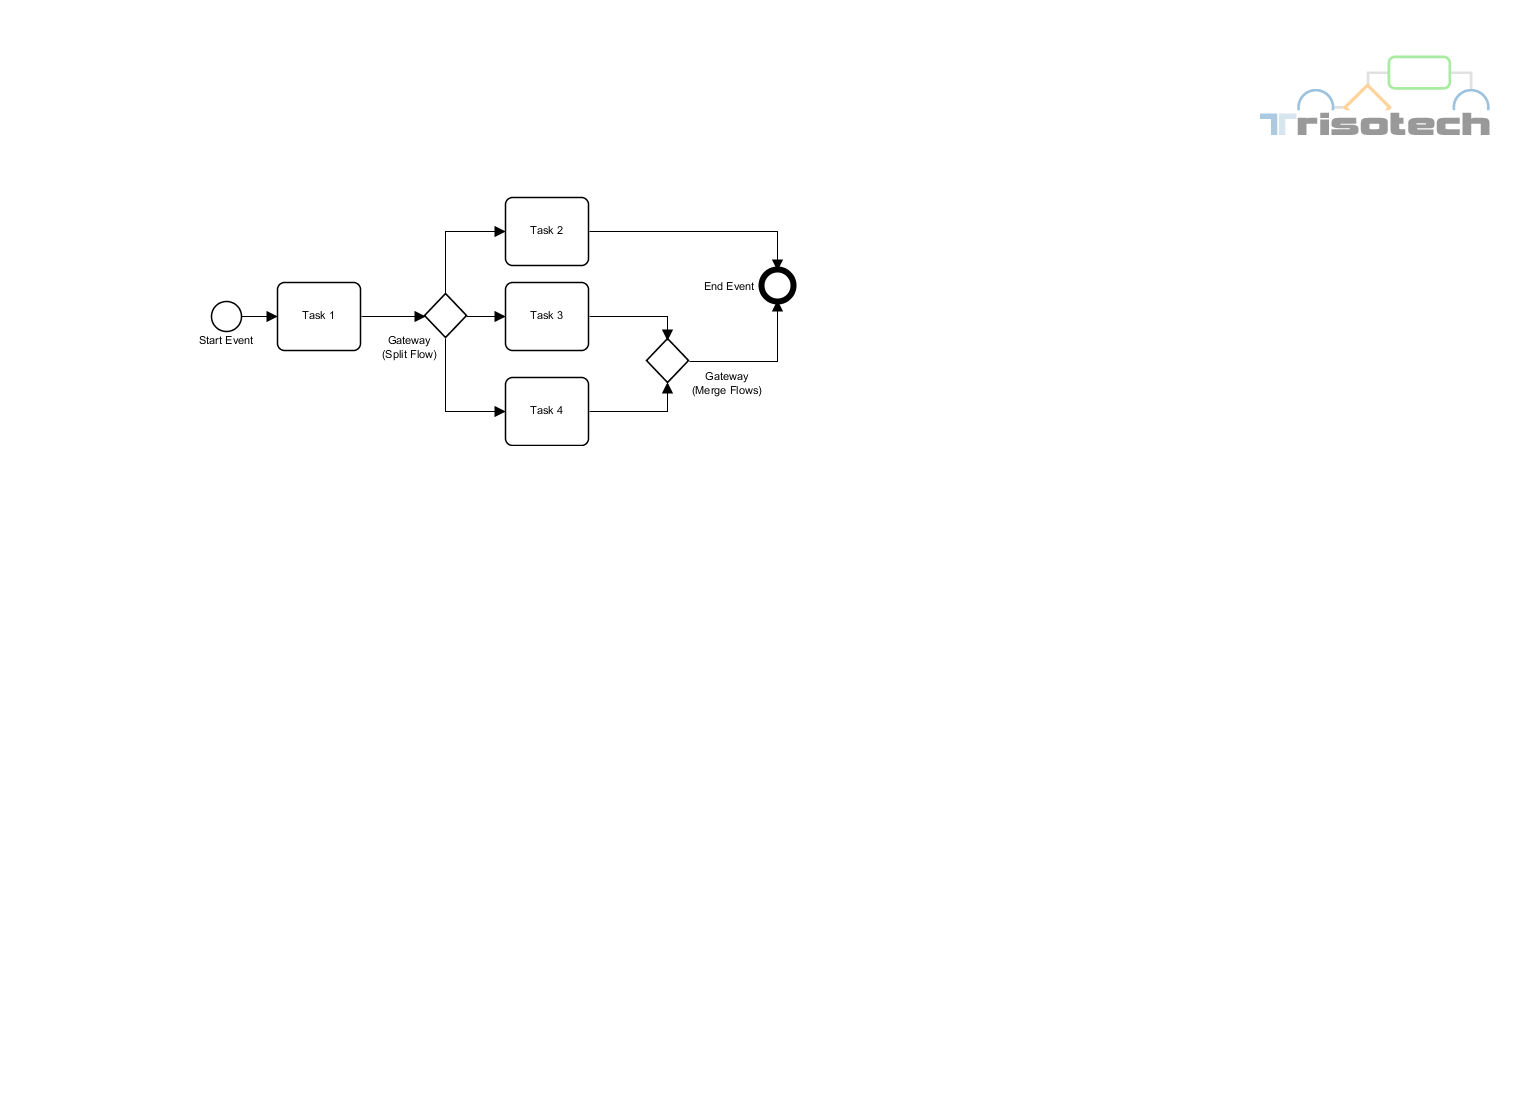 Trisotech
Task 2
End Event
Task 1
Task 3
Start Event
Gateway
(Split Flow)
Gateway
(Merge Flows)
Task 4